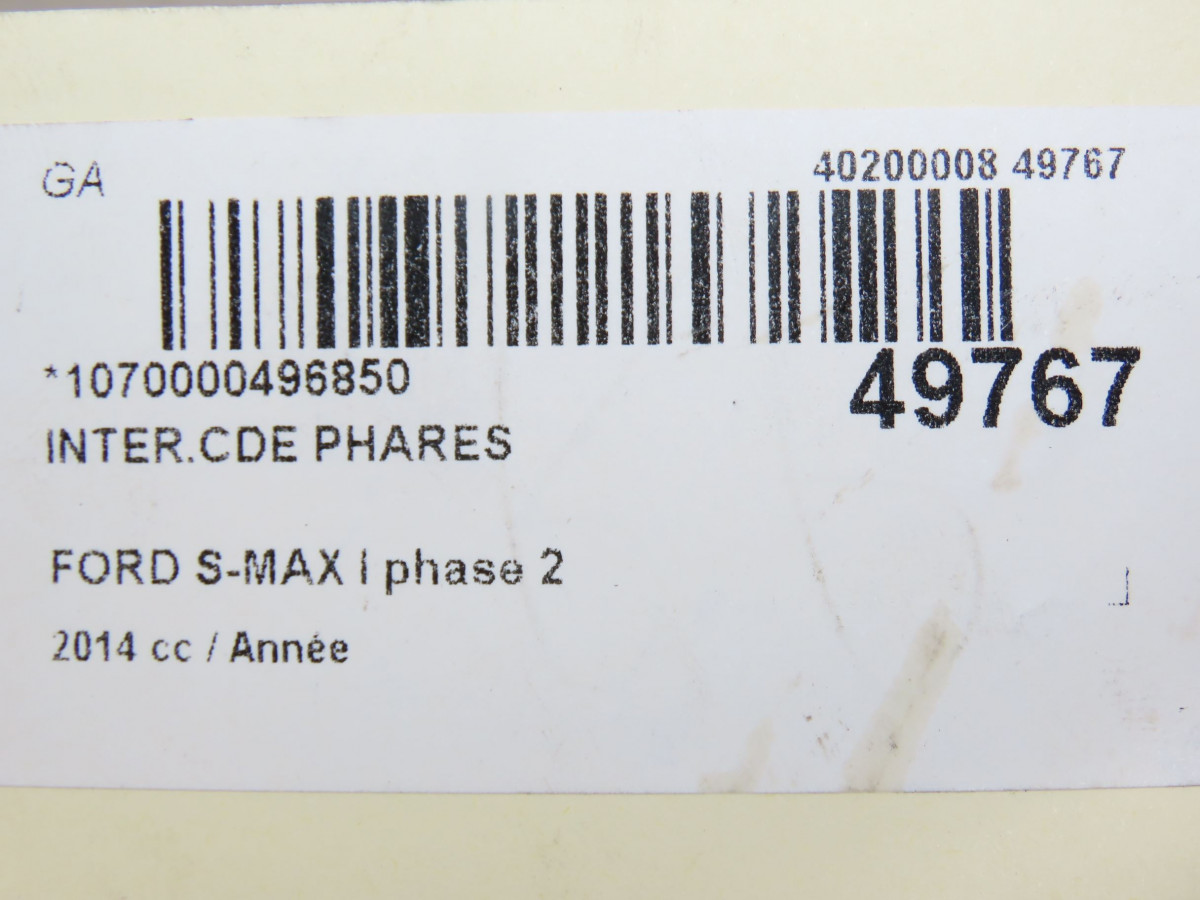 GA
40200008 49767
*1070000496850
49767
INTER.CDE PHARES
FORD S-MAX I phase 2
2014 cc / Année